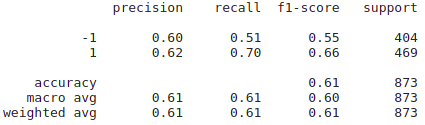 precision recall f1-score support
-1 0.60 0.51 0.55 404
1 0.62 0.70 0.66 469
accuracy 0.61 873
macro avg 0.61 0.61 0.60 873
weighted avg 0.61 0.61 0.61 873